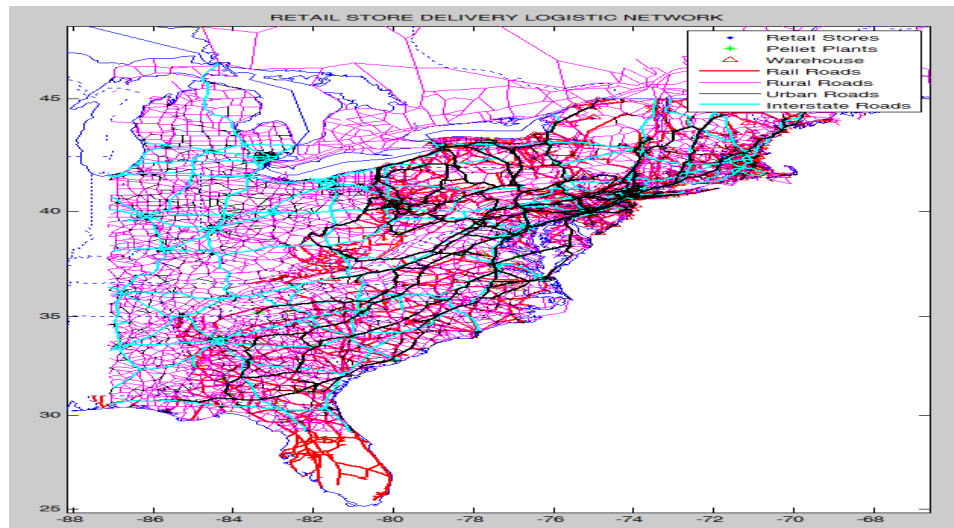 RETAIL STORE DELIVERY LOGISTIC NETWORK
Retail Stores
Pellet Plants
Warehouse
Rail Roads
Rural Roads
Urban Roads
Interstate Roads
45
40
35
30
25
-88 -86 -84 -82 -80 -78 -76 -74 -72 -70 -68